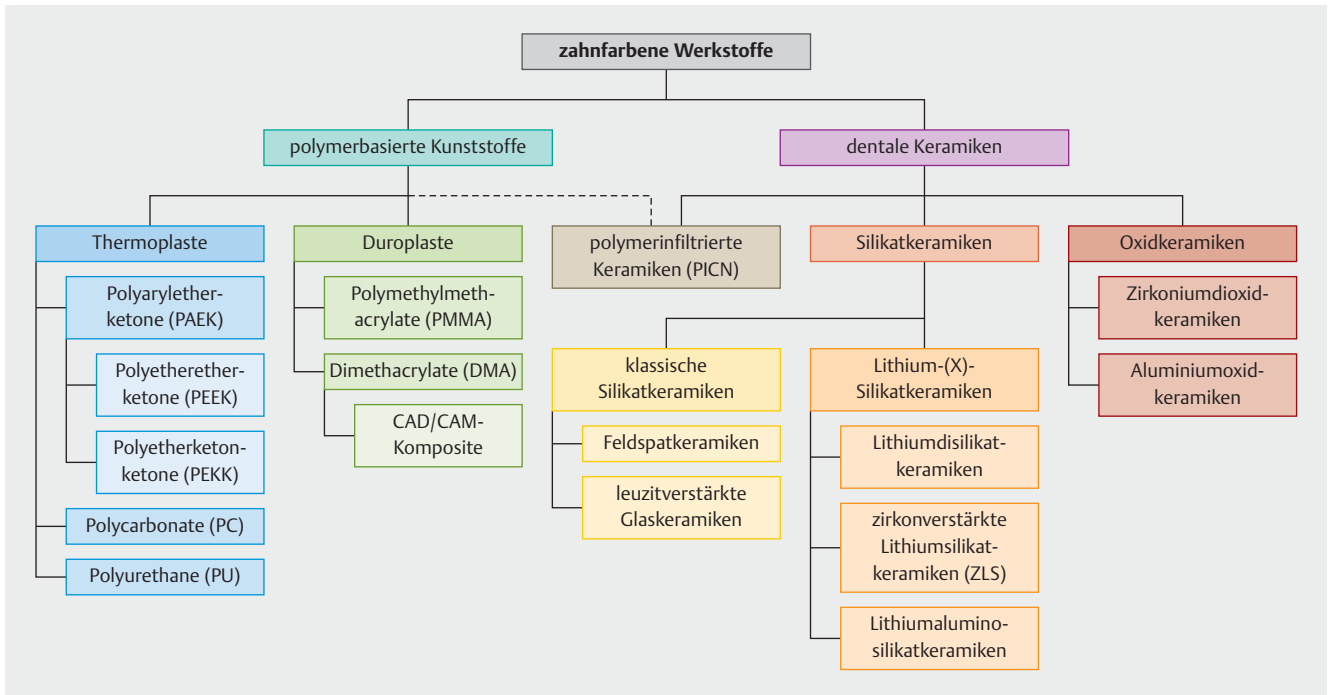 zahnfarbene Werkstoffe
polymerbasierte Kunststoffe
dentale Keramiken
Thermoplaste
Polyarylether-
ketone (PAEK)
Polyetherether-
ketone (PEEK)
Polyetherketon-
ketone (PEKK)
Polycarbonate (PC)
Polyurethane (PU)
Duroplaste
Polymethylmeth-
acrylate (PMMA)
Dimethacrylate (DMA)
CAD/CAM-
Komposite
polymerinfiltrierte
Keramiken (PICN)
Silikatkeramiken
klassische
Silikatkeramiken
Feldspatkeramiken
leuzitverstärkte
Glaskeramiken
Lithium-(X)-
Silikatkeramiken
Lithiumdisilikat-
keramiken
zirkonverstärkte
Lithiumsilikat-
keramiken (ZLS)
Lithiumalumino-
silikatkeramiken
Oxidkeramiken
Zirkoniumdioxid-
keramiken
Aluminiumoxid-
keramiken